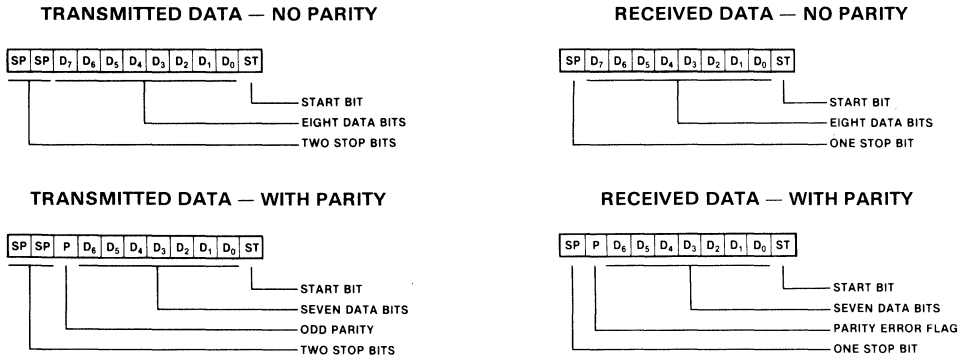 TRANSMITTED DATA — NO PARITY
SP SP D₇ D₆ D₅ D₄ D₃ D₂ D₁ D₀ ST
START BIT
EIGHT DATA BITS
TWO STOP BITS
RECEIVED DATA — NO PARITY
SP D₇ D₆ D₅ D₄ D₃ D₂ D₁ D₀ ST
START BIT
EIGHT DATA BITS
ONE STOP BIT
TRANSMITTED DATA — WITH PARITY
SP SP P D₆ D₅ D₄ D₃ D₂ D₁ D₀ ST
START BIT
SEVEN DATA BITS
ODD PARITY
TWO STOP BITS
RECEIVED DATA — WITH PARITY
SP P D₆ D₅ D₄ D₃ D₂ D₁ D₀ ST
START BIT
SEVEN DATA BITS
PARITY ERROR FLAG
ONE STOP BIT